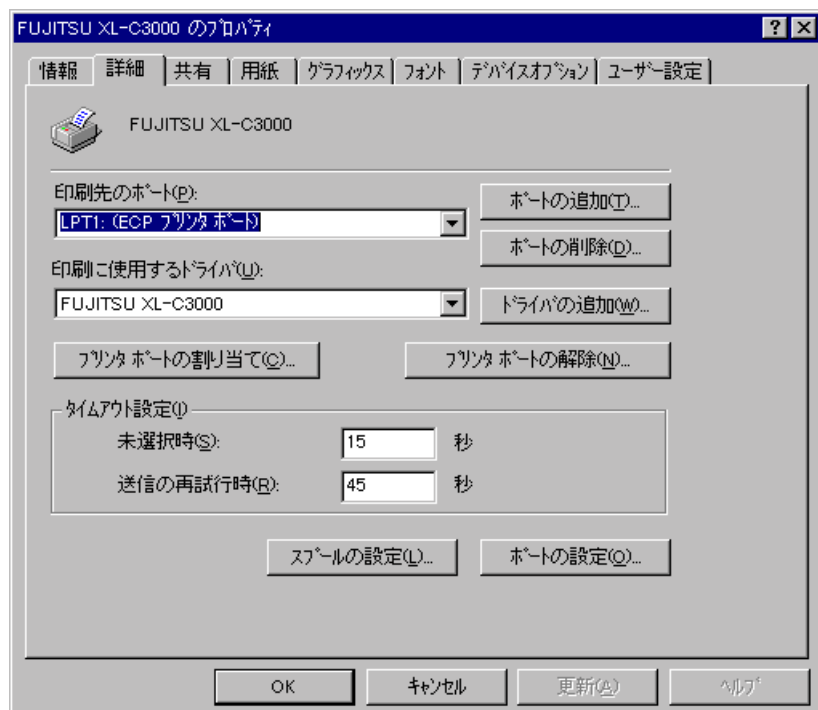 FUJITSU XL-C3000 のﾌﾟﾛﾊﾟﾃｨ
情報 詳細 共有 用紙 ｸﾞﾗﾌｨｯｸｽ ﾌｫﾝﾄ ﾃﾞﾊﾞｲｽｵﾌﾟｼｮﾝ ﾕｰｻﾞｰ設定
FUJITSU XL-C3000
印刷先のﾎﾟｰﾄ(P):
LPT1: (ECP ﾌﾟﾘﾝﾀ ﾎﾟｰﾄ)
ﾎﾟｰﾄの追加(T)...
ﾎﾟｰﾄの削除(D)...
印刷に使用するﾄﾞﾗｲﾊﾞ(U):
FUJITSU XL-C3000
ﾄﾞﾗｲﾊﾞの追加(W)...
ﾌﾟﾘﾝﾀ ﾎﾟｰﾄの割り当て(C)... ﾌﾟﾘﾝﾀ ﾎﾟｰﾄの解除(N)...
ﾀｲﾑｱｳﾄ設定(I)
未選択時(S): 15 秒
送信の再試行時(R): 45 秒
ｽﾌﾟｰﾙの設定(L)... ﾎﾟｰﾄの設定(O)...
OK ｷｬﾝｾﾙ 更新(A) ﾍﾙﾌﾟ